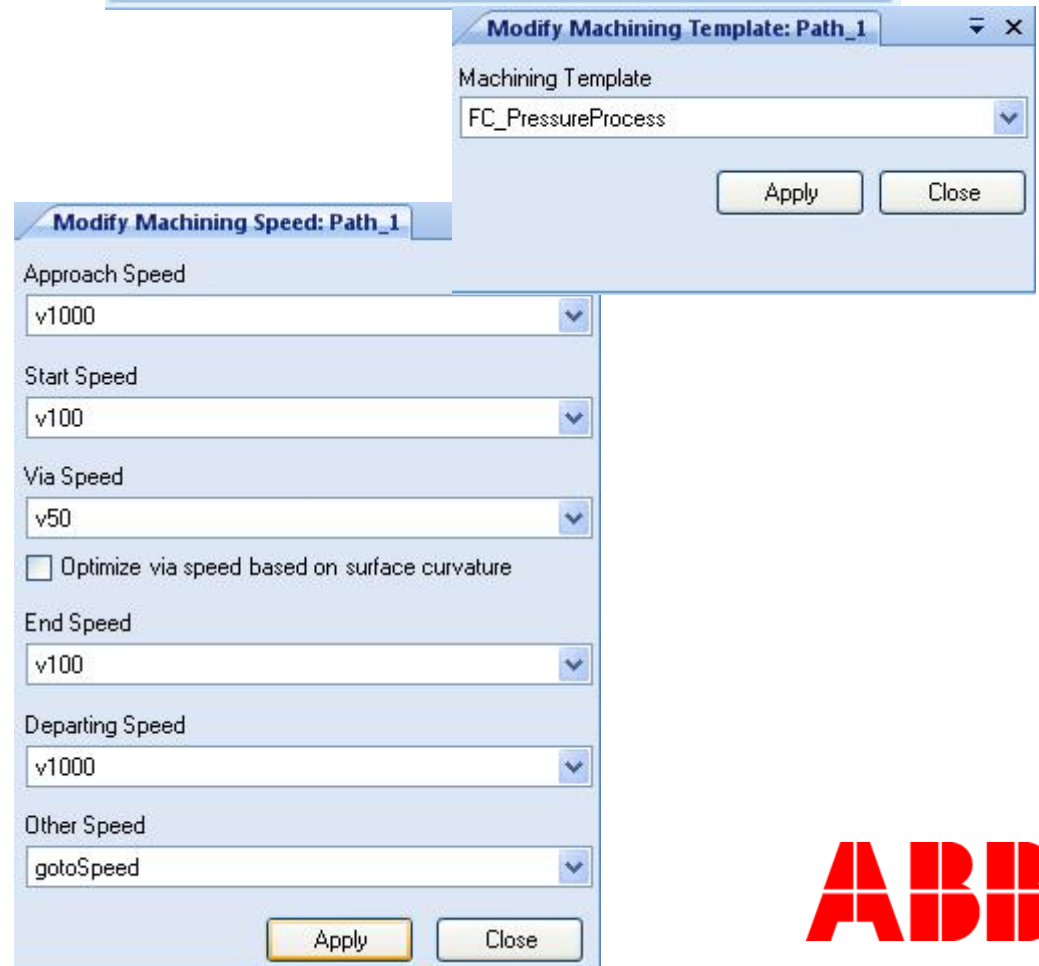 Modify Machining Template: Path_1
Machining Template
FC_PressureProcess
Apply Close
Modify Machining Speed: Path_1
Approach Speed
v1000
Start Speed
v100
Via Speed
v50
Optimize via speed based on surface curvature
End Speed
v100
Departing Speed
v1000
Other Speed
gotoSpeed
Apply Close
ABB